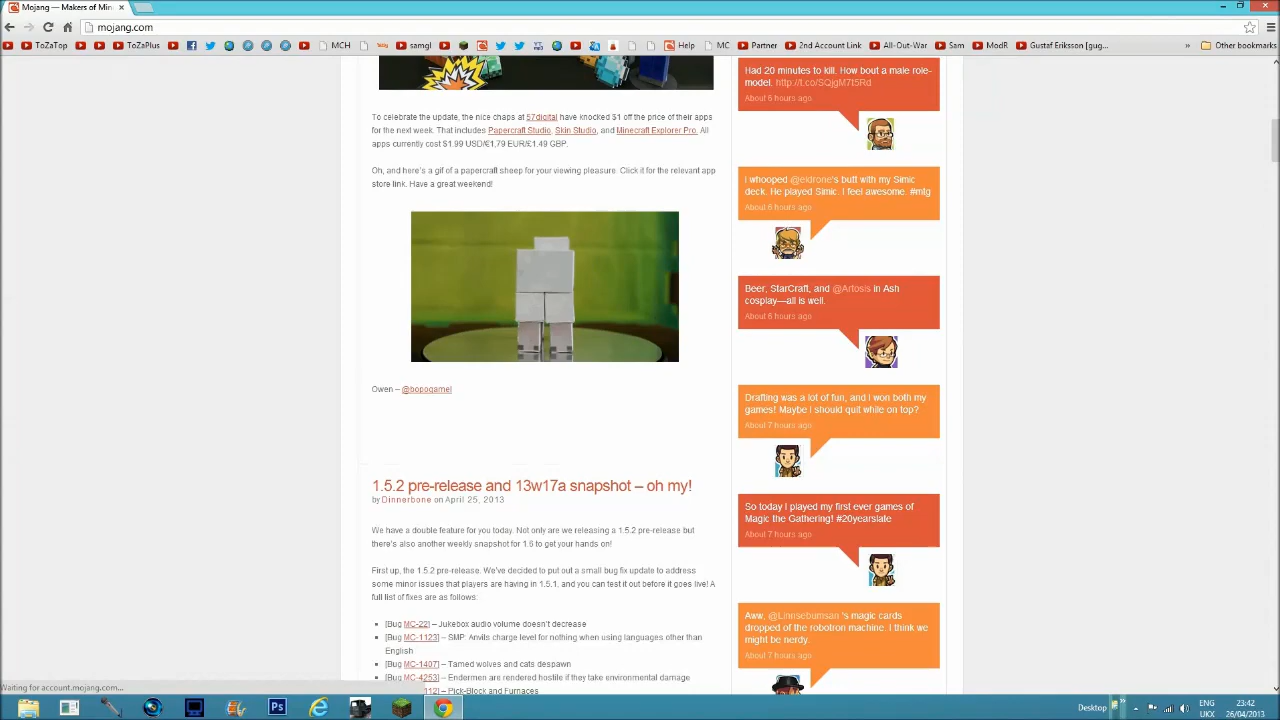 Mojang — Makers of Min
mojang.com
ToZaTop
ToZaPlus
MCH
samgl
Help
MC
Partner
2nd Account Link
All-Out-War
Sam
ModR
Gustaf Eriksson [gug...
»
Other bookmarks
To celebrate the update, the nice chaps at 57digital have knocked $1 off the price of their apps
for the next week. That includes Papercraft Studio, Skin Studio, and Minecraft Explorer Pro. All
apps currently cost $1.99 USD/€1.79 EUR/£1.49 GBP.
Oh, and here's a gif of a papercraft sheep for your viewing pleasure. Click it for the relevant app
store link. Have a great weekend!
Owen – @bopogamel
1.5.2 pre-release and 13w17a snapshot – oh my!
by Dinnerbone on April 25, 2013
We have a double feature for you today. Not only are we releasing a 1.5.2 pre-release but
there's also another weekly snapshot for 1.6 to get your hands on!
First up, the 1.5.2 pre-release. We've decided to put out a small bug fix update to address
some minor issues that players are having in 1.5.1, and you can test it out before it goes live! A
full list of fixes are as follows:
[Bug MC-22] – Jukebox audio volume doesn't decrease
[Bug MC-1123] – SMP: Anvils charge level for nothing when using languages other than
English
[Bug MC-1407] – Tamed wolves and cats despawn
[Bug MC-4253] – Endermen are rendered hostile if they take environmental damage
112] – Pick-Block and Furnaces
Had 20 minutes to kill. How bout a male role-
model. http://t.co/SQjgM7t5Rd
About 6 hours ago
I whooped @eldrone's butt with my Simic
deck. He played Simic. I feel awesome. #mtg
About 6 hours ago
Beer, StarCraft, and @Artosis in Ash
cosplay—all is well.
About 6 hours ago
Drafting was a lot of fun, and I won both my
games! Maybe I should quit while on top?
About 7 hours ago
So today I played my first ever games of
Magic the Gathering! #20yearslate
About 7 hours ago
Aww, @Linnsebumsan 's magic cards
dropped of the robotron machine. I think we
might be nerdy.
About 7 hours ago
Waiting for account.mojang.com...
Ps
Desktop
ENG
UKX
23:42
26/04/2013